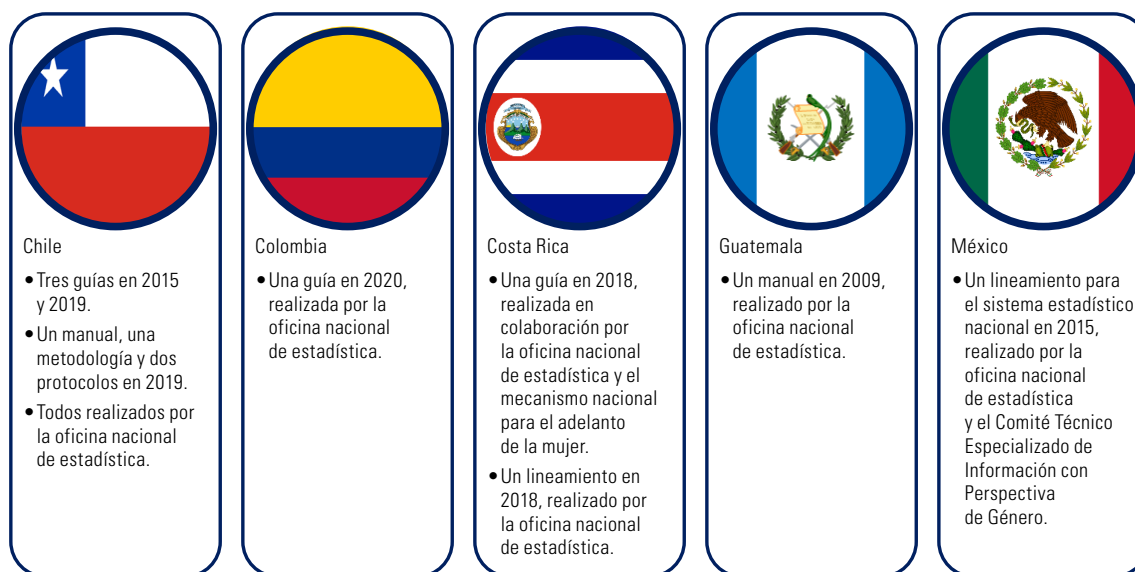 Chile
• Tres guías en 2015
y 2019.
• Un manual, una
metodología y dos
protocolos en 2019.
• Todos realizados por
la oficina nacional
de estadística.
Colombia
• Una guía en 2020,
realizada por la
oficina nacional
de estadística.
Costa Rica
• Una guía en 2018,
realizada en
colaboración por
la oficina nacional
de estadística y el
mecanismo nacional
para el adelanto
de la mujer.
• Un lineamiento en
2018, realizado por
la oficina nacional
de estadística.
Guatemala
• Un manual en 2009,
realizado por la
oficina nacional
de estadística.
México
• Un lineamiento para
el sistema estadístico
nacional en 2015,
realizado por la
oficina nacional
de estadística
y el Comité Técnico
Especializado de
Información con
Perspectiva
de Género.